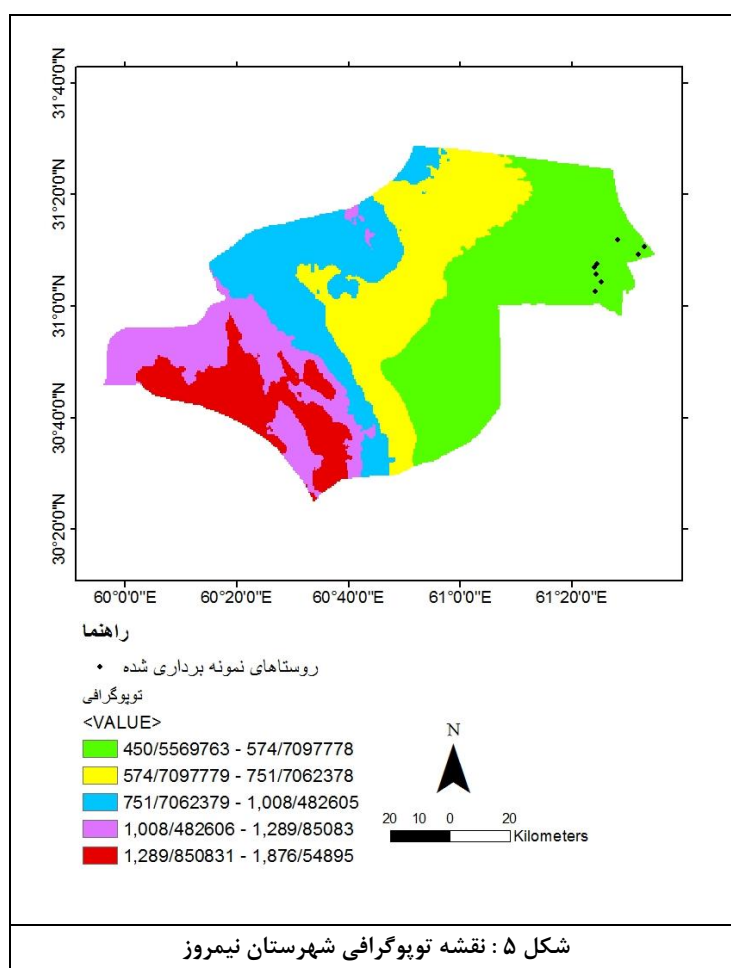 31°40'0"N
31°20'0"N
31°0'0"N
30°40'0"N
30°20'0"N
60°0'0"E 60°20'0"E 60°40'0"E 61°0'0"E 61°20'0"E
راهنما
روستاهای نمونه برداری شده
توپوگرافی
<VALUE>
450/5569763 - 574/7097778
574/7097779 - 751/7062378
751/7062379 - 1,008/482605
1,008/482606 - 1,289/85083
1,289/850831 - 1,876/54895
N
20 10 0 20
Kilometers
شکل ۵ : نقشه توپوگرافی شهرستان نیمروز